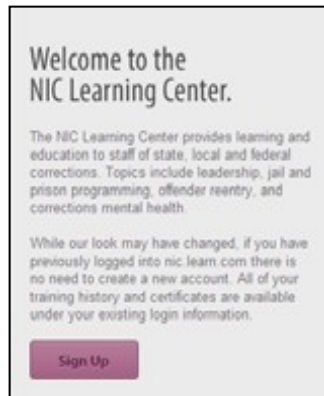 Welcome to the
NIC Learning Center.
The NIC Learning Center provides learning and
education to staff of state, local and federal
corrections. Topics include leadership, jail and
prison programming, offender reentry, and
corrections mental health.
While our look may have changed, if you have
previously logged into nic.learn.com there is
no need to create a new account. All of your
training history and certificates are available
under your existing login information.
Sign Up